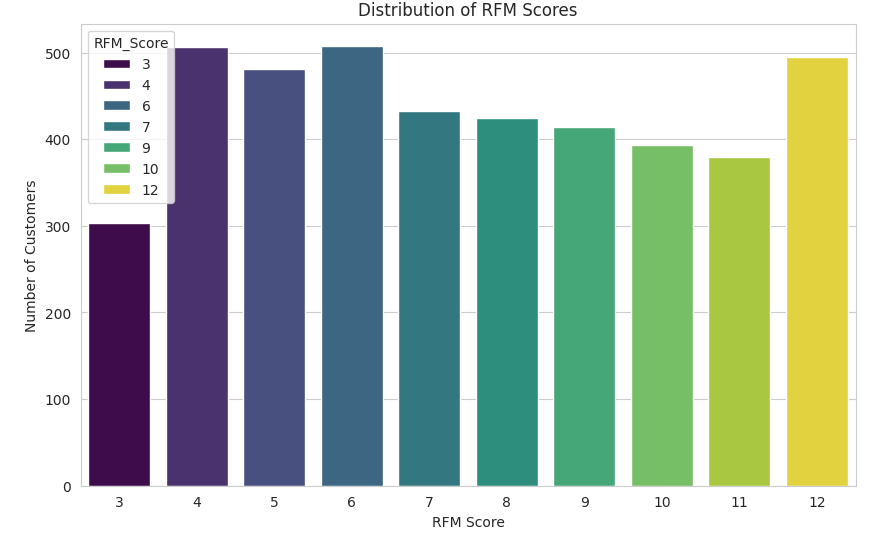 Distribution of RFM Scores
RFM_Score
3
4
6
7
9
10
12
500
400
300
200
100
0
Number of Customers
3 4 5 6 7 8 9 10 11 12
RFM Score